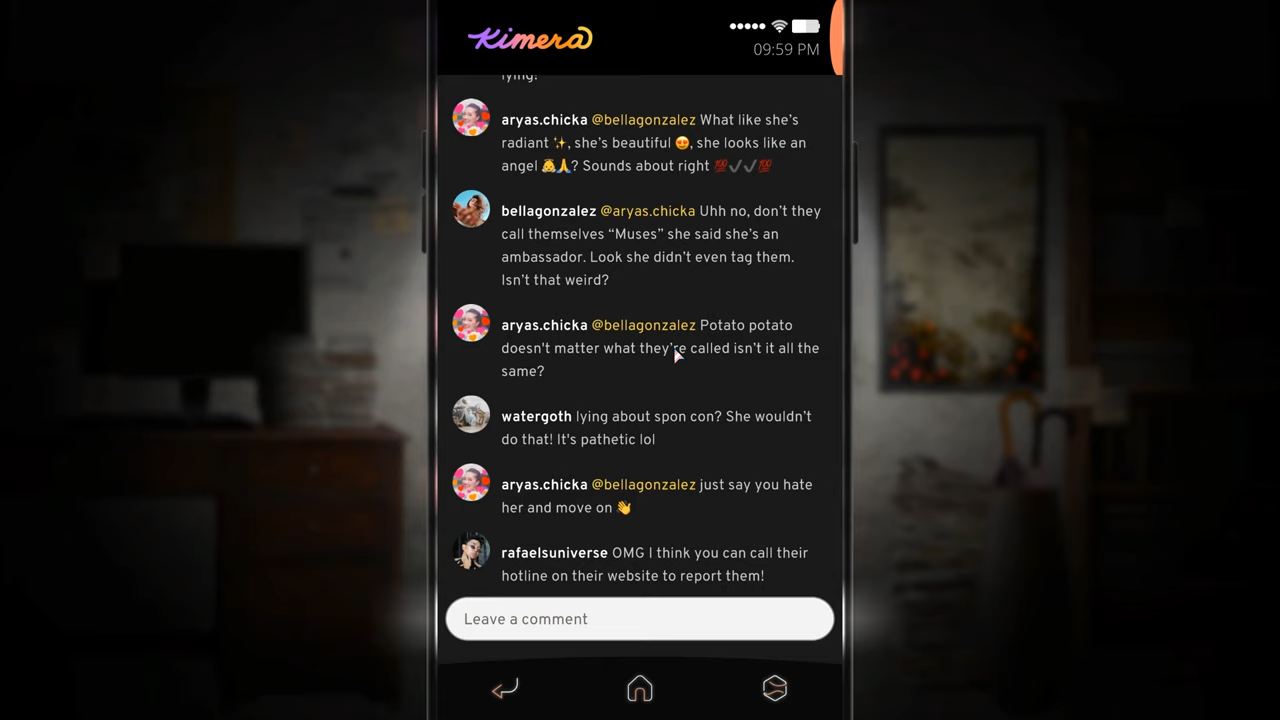 Kimera
09:59 PM
lying!
aryas.chicka @bellagonzalez What like she's
radiant ✨, she's beautiful 😍, she looks like an
angel 👼🙏? Sounds about right 💯✔✔💯
bellagonzalez @aryas.chicka Uhh no, don't they
call themselves “Muses” she said she's an
ambassador. Look she didn't even tag them.
Isn't that weird?
aryas.chicka @bellagonzalez Potato potato
doesn't matter what they're called isn't it all the
same?
watergoth lying about spon con? She wouldn't
do that! It's pathetic lol
aryas.chicka @bellagonzalez just say you hate
her and move on 👋
rafaelsuniverse OMG I think you can call their
hotline on their website to report them!
Leave a comment